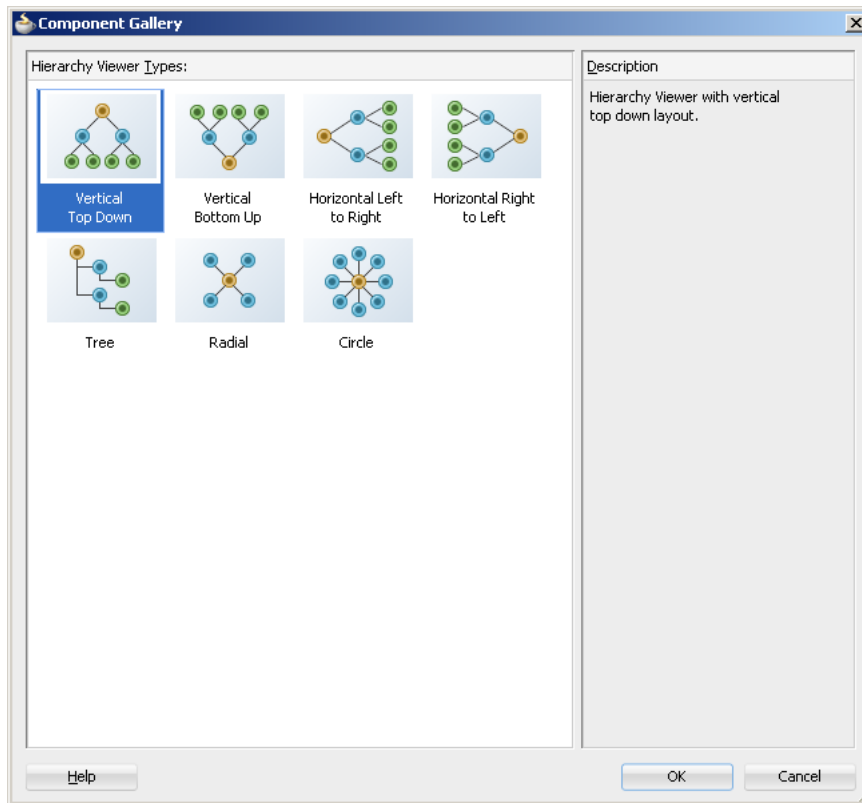 Component Gallery
Hierarchy Viewer Types:
Vertical
Top Down
Vertical
Bottom Up
Horizontal Left
to Right
Horizontal Right
to Left
Tree
Radial
Circle
Description
Hierarchy Viewer with vertical
top down layout.
Help
OK
Cancel